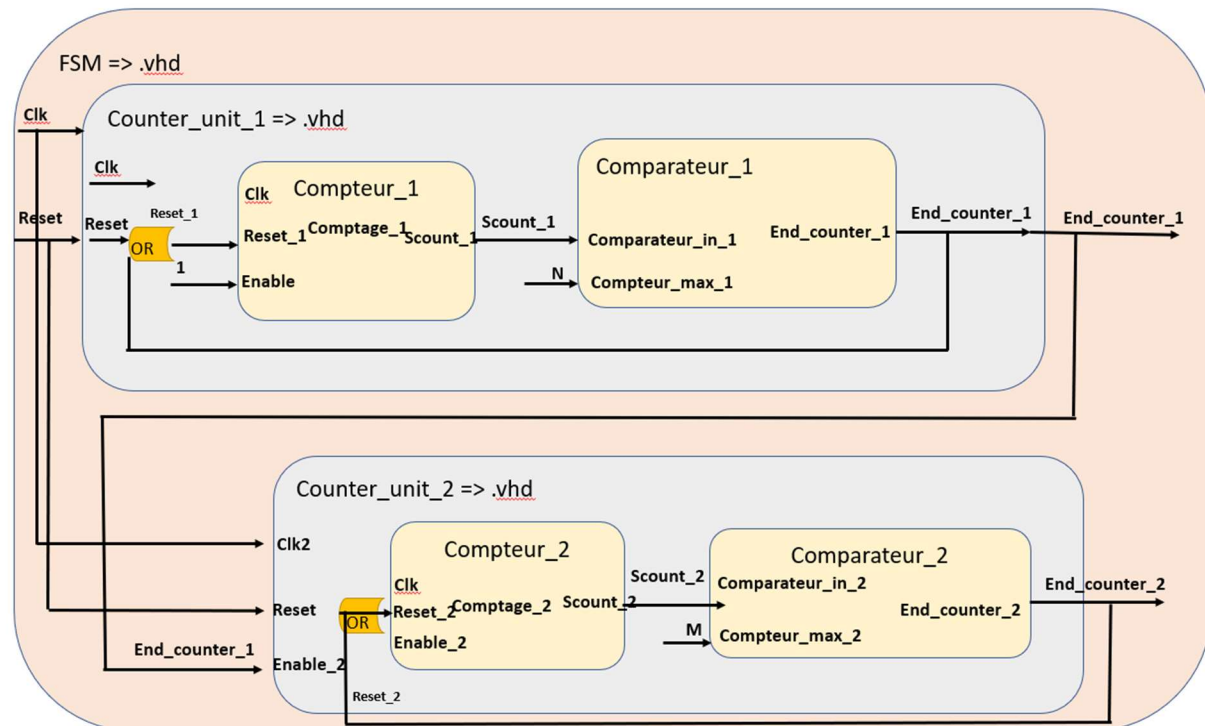 FSM => .vhd
Clk
Counter_unit_1 => .vhd
Clk
Reset
Reset
OR
Reset_1
1
Clk
Compteur_1
Reset_1
Comptage_1
Scount_1
Enable
Scount_1
N
Comparateur_1
Comparateur_in_1
End_counter_1
Compteur_max_1
End_counter_1
End_counter_1
Counter_unit_2 => .vhd
Clk2
Reset
End_counter_1
Enable_2
OR
Reset_2
Compteur_2
Clk
Reset_2
Comptage_2
Scount_2
Enable_2
Scount_2
M
Comparateur_2
Comparateur_in_2
End_counter_2
Compteur_max_2
End_counter_2